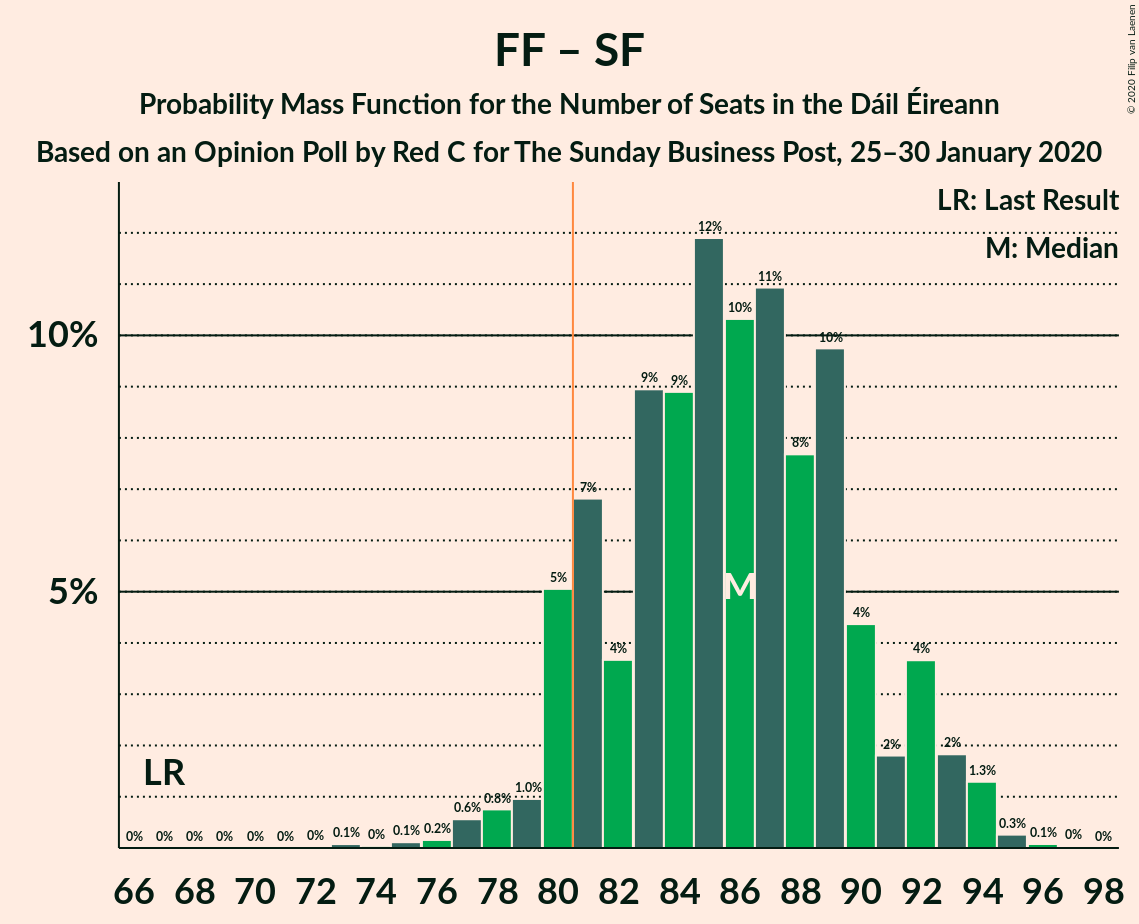 FF – SF
Probability Mass Function for the Number of Seats in the Dáil Éireann
Based on an Opinion Poll by Red C for The Sunday Business Post, 25–30 January 2020
© 2020 Filip van Laenen
LR: Last Result
M: Median
10%
5%
LR
M
0% 0% 0% 0% 0% 0% 0% 0.1% 0% 0.1% 0.2% 0.6% 0.8% 1.0% 5% 7% 4% 9% 9% 12% 10% 11% 8% 10% 4% 2% 4% 2% 1.3% 0.3% 0.1% 0% 0%
66 68 70 72 74 76 78 80 82 84 86 88 90 92 94 96 98